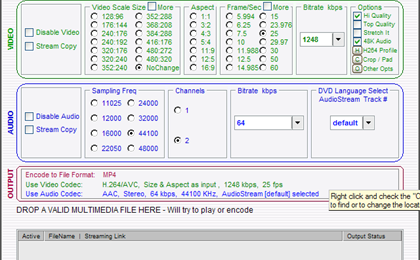 Video Scale Size More Aspect Frame/Sec More Bitrate kbps Options
VIDEO
Disable Video
Stream Copy
128:96 352:288 1:1 5.994 15 Hi Quality
176:144 368:208 2:1 6.25 23.976 Top Quality
176:208 384:288 3:2 7.5 25 1248 Stretch It
240:192 416:176 5:4 10 29.97 48K Audio
320:176 480:272 11:9 11.988 30 H264 Profile
320:240 480:320 12.5 50 Crop / Pad
352:240 NoChange 16:9 14.985 60 Other Opts
AUDIO
Disable Audio
Stream Copy
Sampling Freq Channels Bitrate kbps DVD Language Select
AudioStream Track #
11025 24000 1
12000 32000 64 default
16000 44100 2
22050 48000
OUTPUT
Encode to File Format: MP4
Use Video Codec: H.264/AVC, Size & Aspect as input , 1248 kbps, 25 fps
Use Audio Codec: AAC, Stereo, 64 kbps, 44100 KHz, AudioStream [default] selected
Right click and check the "O
to find or to change the locat
DROP A VALID MULTIMEDIA FILE HERE - Will try to play or encode
Active FileName | Streaming Link Output Status